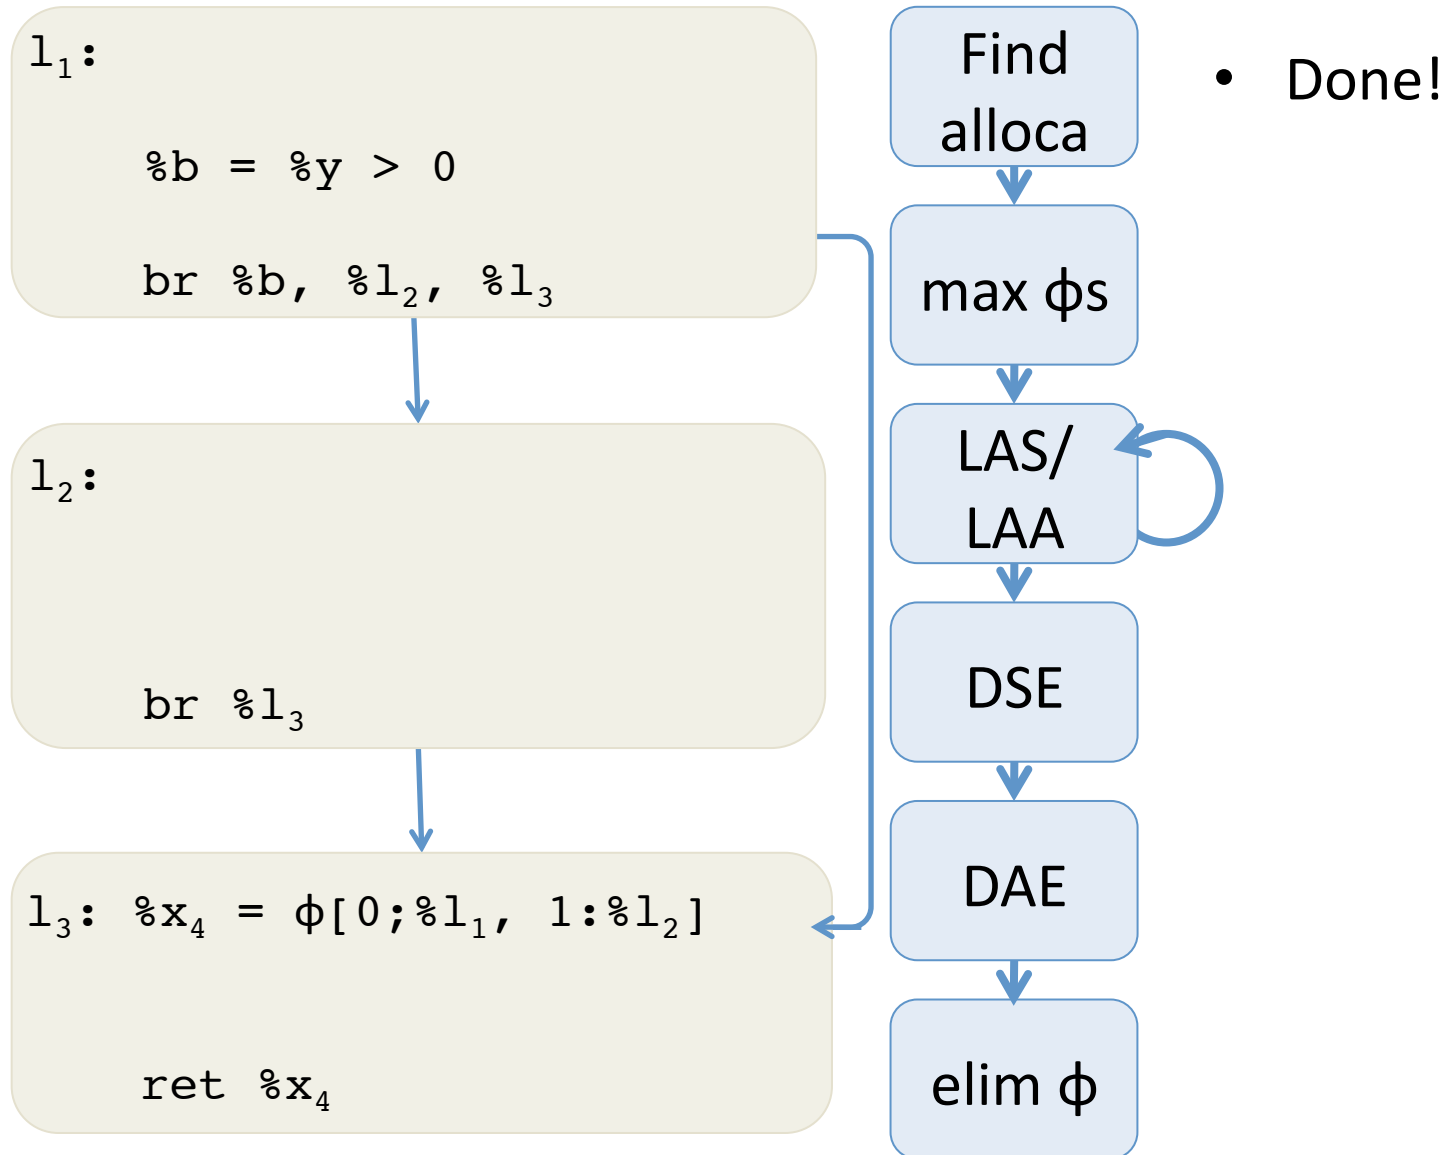 l₁:
%b = %y > 0
br %b, %l₂, %l₃
l₂:
br %l₃
l₃: %x₄ = ϕ[0;%l₁, 1:%l₂]
ret %x₄
Find
alloca
max ϕs
LAS/
LAA
DSE
DAE
elim ϕ
• Done!